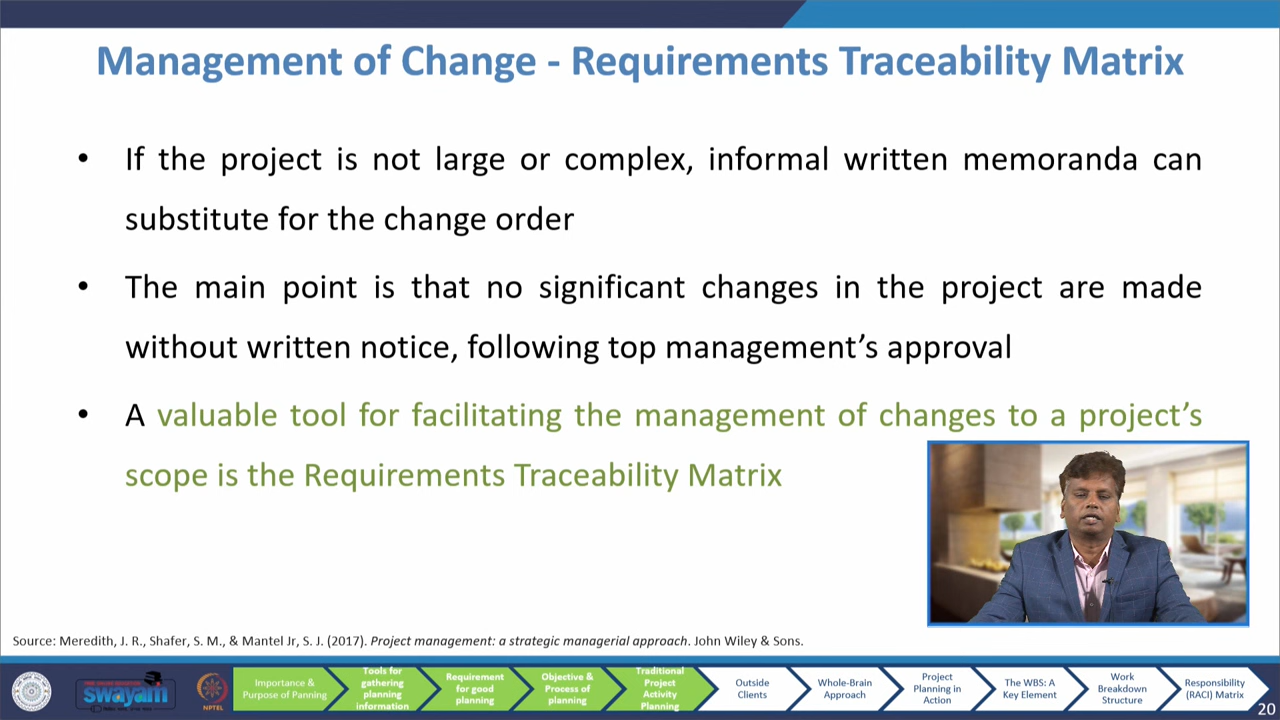 Management of Change - Requirements Traceability Matrix
• If the project is not large or complex, informal written memoranda can
substitute for the change order
• The main point is that no significant changes in the project are made
without written notice, following top management’s approval
• A valuable tool for facilitating the management of changes to a project’s
scope is the Requirements Traceability Matrix
Source: Meredith, J. R., Shafer, S. M., & Mantel Jr, S. J. (2017). Project management: a strategic managerial approach. John Wiley & Sons.
swayam
NPTEL
Importance &
Purpose of Panning
Tools for
gathering
planning
information
Requirement
for good
planning
Objective &
Process of
planning
Traditional
Project
Activity
Planning
Outside
Clients
Whole-Brain
Approach
Project
Planning in
Action
The WBS: A
Key Element
Work
Breakdown
Structure
Responsibility
(RACI) Matrix
20